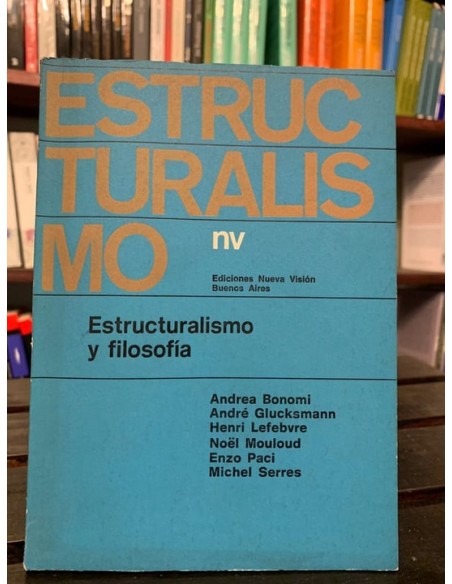 ESTRUC
TURALIS
MO
nv
Ediciones Nueva Visión
Buenos Aires
Estructuralismo
y filosofía
Andrea Bonomi
André Glucksmann
Henri Lefebvre
Noël Mouloud
Enzo Paci
Michel Serres